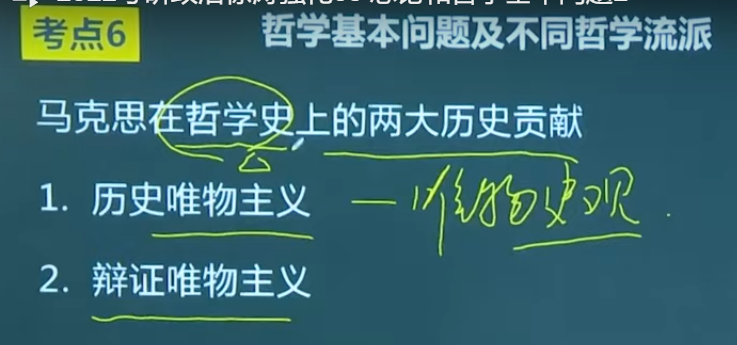 考点6
哲学基本问题及不同哲学流派
马克思在哲学史上的两大历史贡献
1. 历史唯物主义 — 唯物史观.
2. 辩证唯物主义